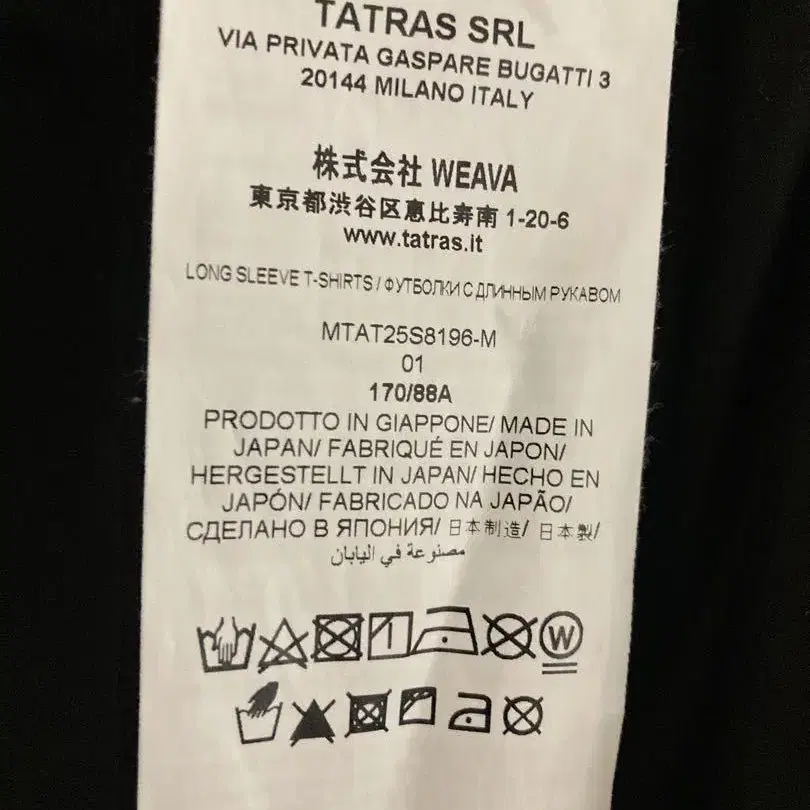 TATRAS SRL
VIA PRIVATA GASPARE BUGATTI 3
20144 MILANO ITALY
株式会社 WEAVA
東京都渋谷区恵比寿南 1-20-6
www.tatras.it
LONG SLEEVE T-SHIRTS / ФУТБОЛКИ С ДЛИННЫМ РУКАВОМ
MTAT25S8196-M
01
170/88A
PRODOTTO IN GIAPPONE/ MADE IN
JAPAN/ FABRIQUÉ EN JAPON/
HERGESTELLT IN JAPAN/ HECHO EN
JAPÓN/ FABRICADO NA JAPÃO/
СДЕЛАНО В ЯПОНИЯ/ 日本制造/ 日本製/
مصنوعة في اليابان
W